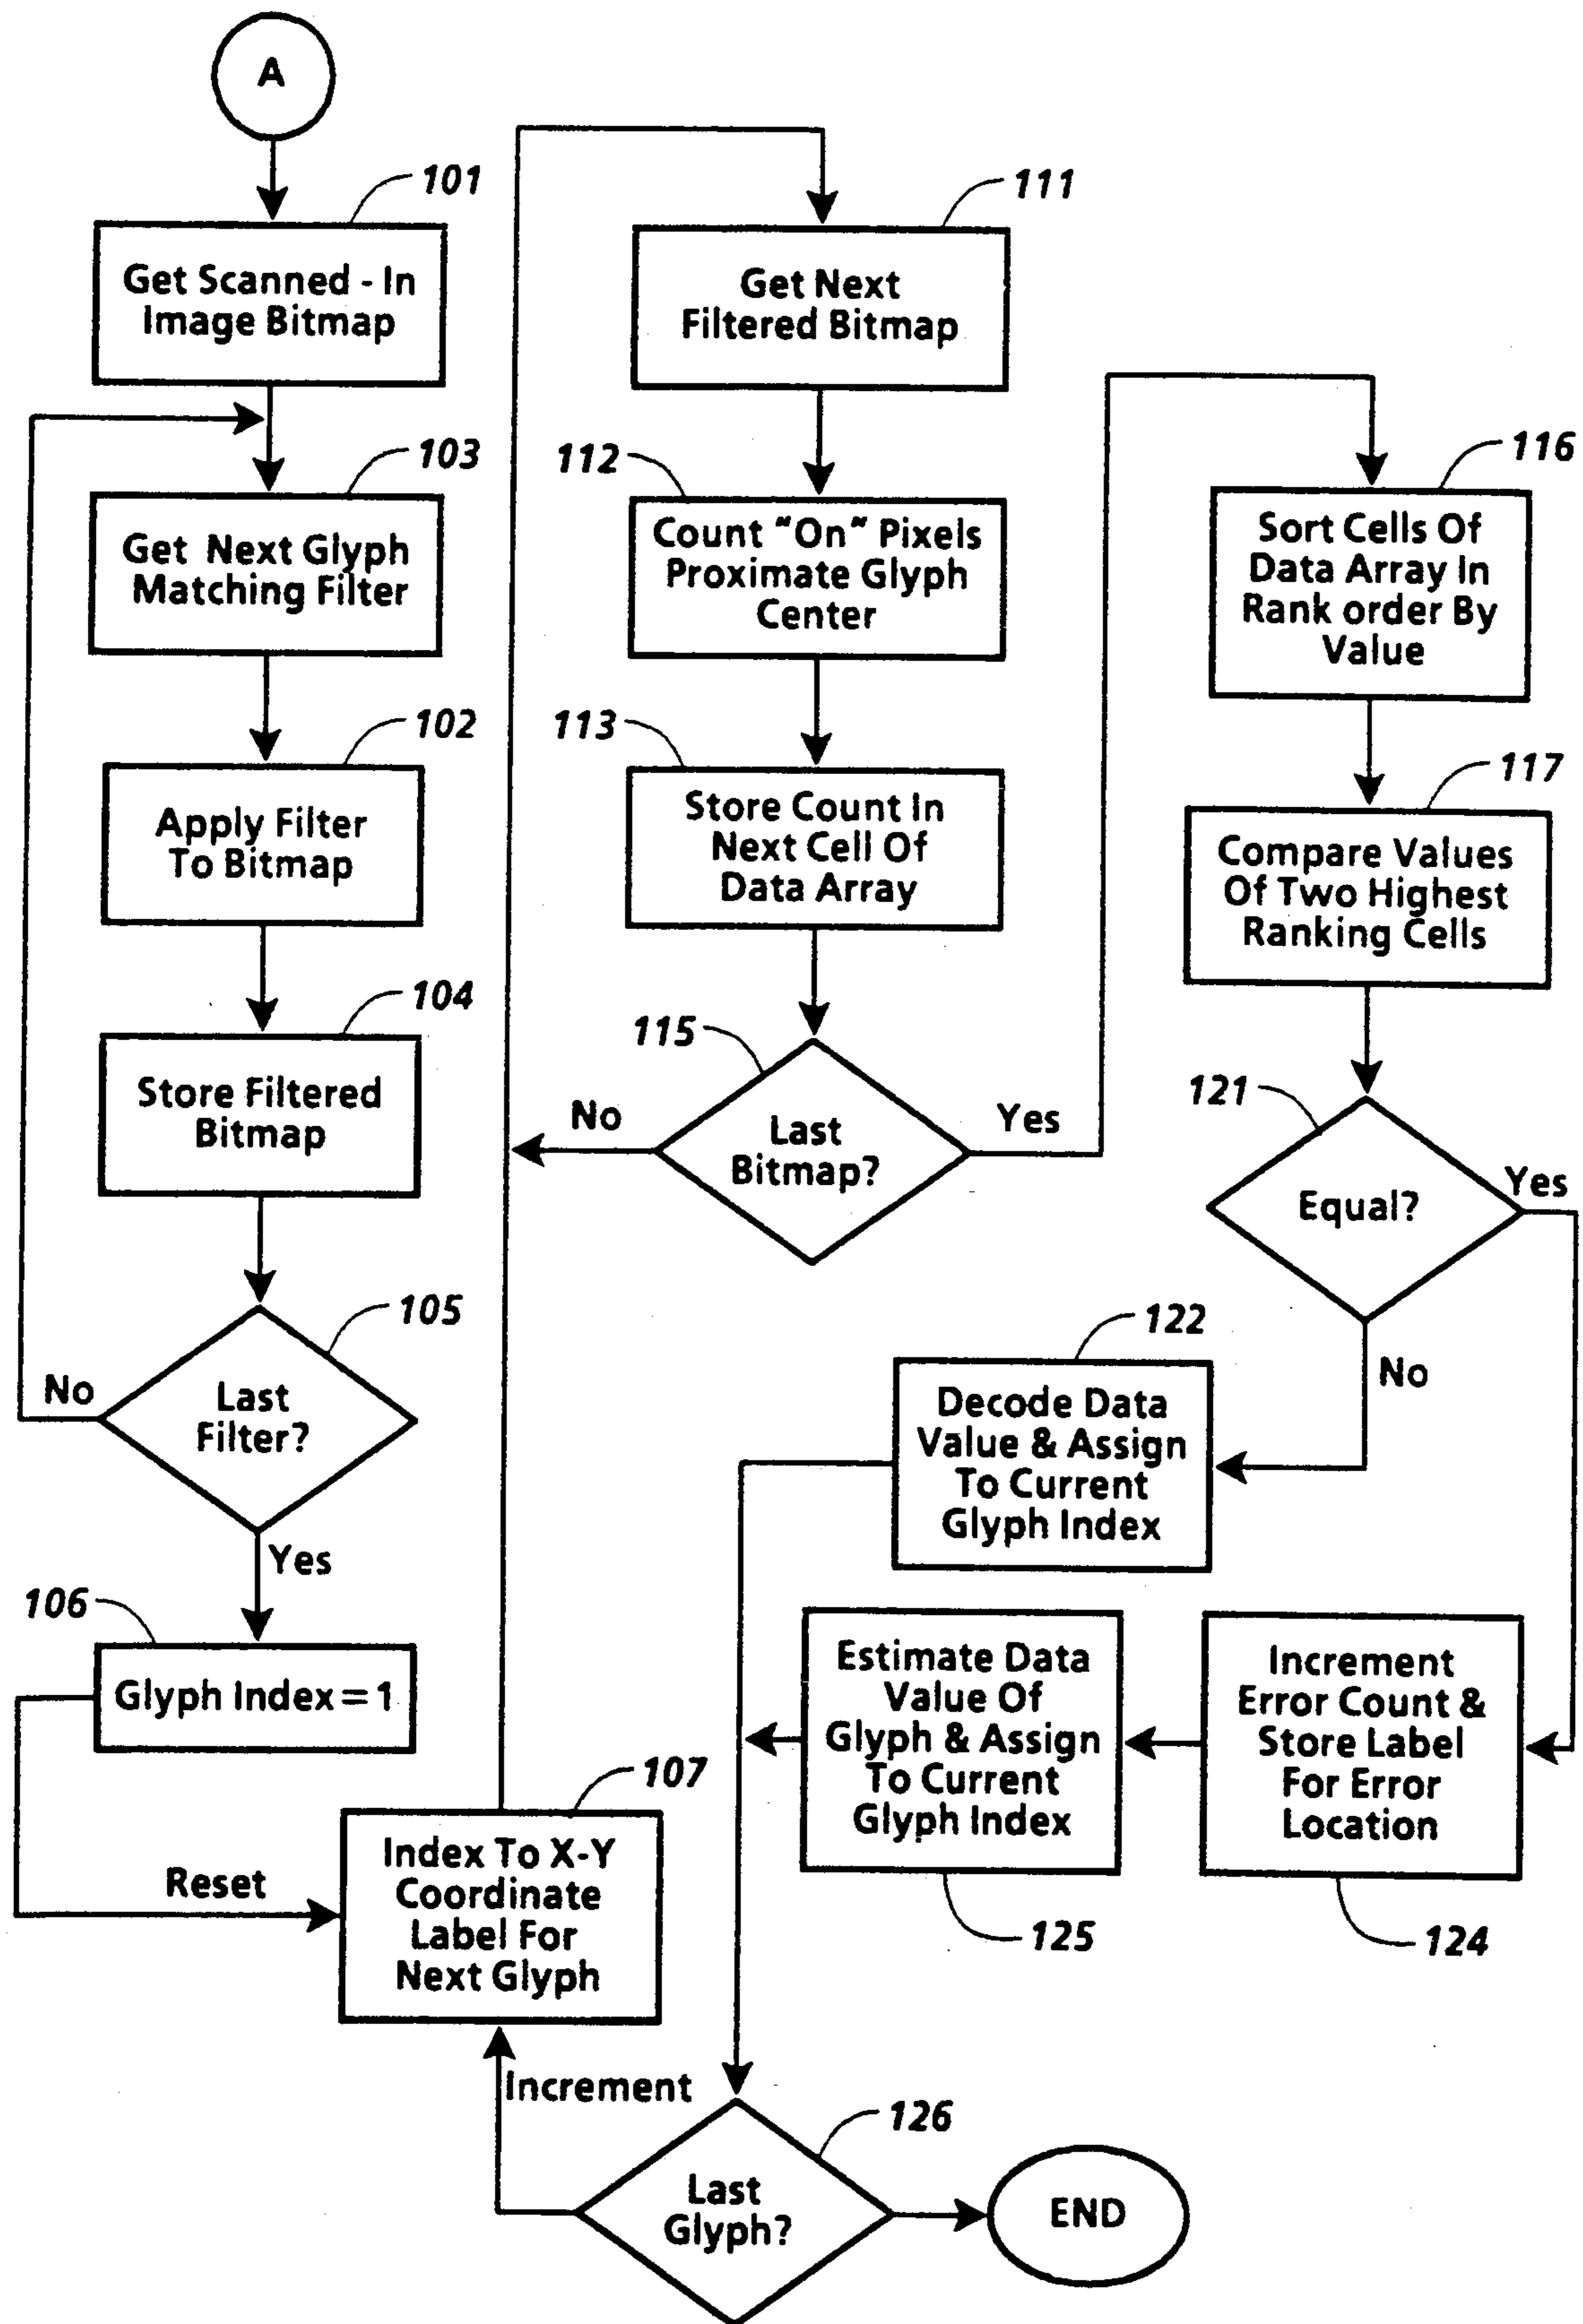 A
101
Get Scanned - In
Image Bitmap
103
Get Next Glyph
Matching Filter
102
Apply Filter
To Bitmap
104
Store Filtered
Bitmap
105
Last
Filter?
No
Yes
106
Glyph Index = 1
Reset
107
Index To X-Y
Coordinate
Label For
Next Glyph
Increment
111
Get Next
Filtered Bitmap
112
Count "On" Pixels
Proximate Glyph
Center
113
Store Count In
Next Cell Of
Data Array
115
Last
Bitmap?
No
Yes
116
Sort Cells Of
Data Array In
Rank order By
Value
117
Compare Values
Of Two Highest
Ranking Cells
121
Equal?
Yes
No
122
Decode Data
Value & Assign
To Current
Glyph Index
Increment
Error Count &
Store Label
For Error
Location
124
Estimate Data
Value Of
Glyph & Assign
To Current
Glyph Index
125
126
Last
Glyph?
END